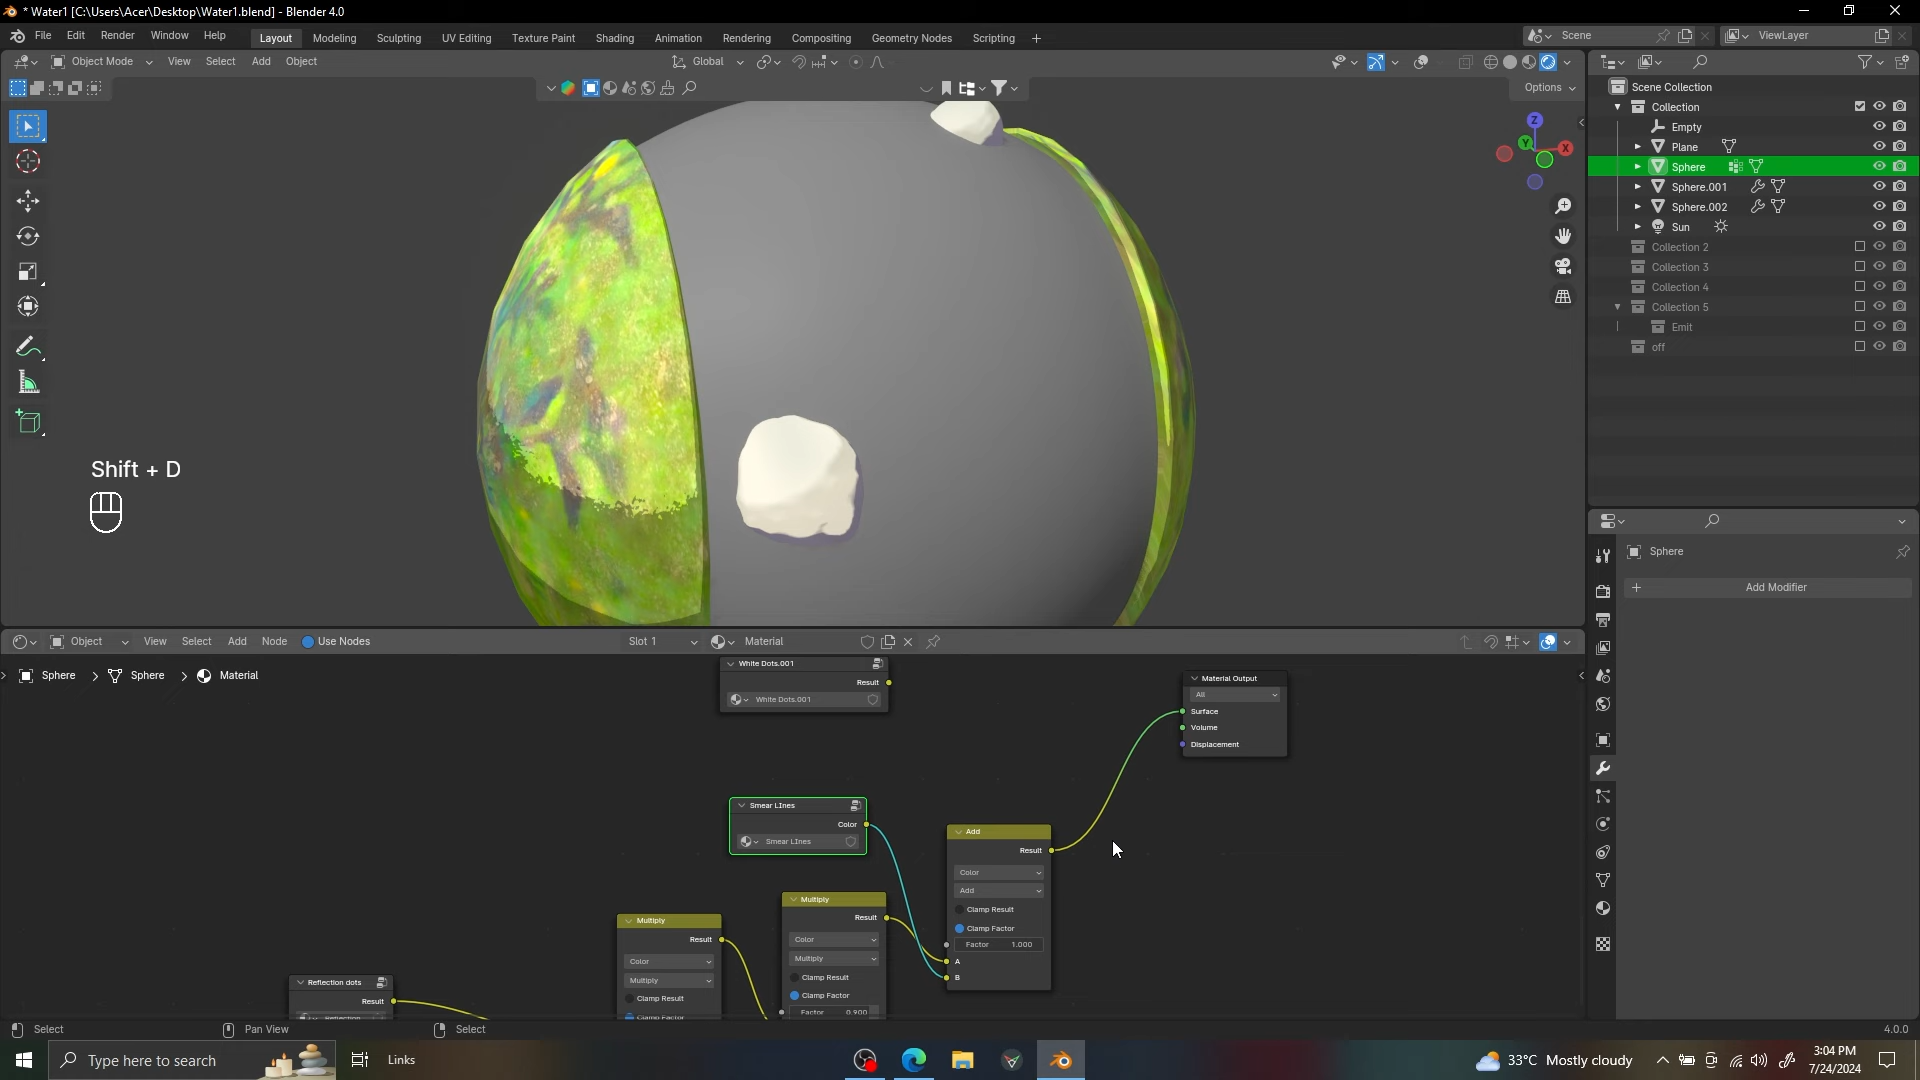 * Water1 [C:\Users\Acer\Desktop\Water1.blend] - Blender 4.0
File Edit Render Window Help Layout Modeling Sculpting UV Editing Texture Paint Shading Animation Rendering Compositing Geometry Nodes Scripting + Scene ViewLayer
Object Mode View Select Add Object Global
Options
Scene Collection
Collection
Empty
Plane
Sphere
Sphere.001
Sphere.002
Sun
Collection 2
Collection 3
Collection 4
Collection 5
Emit
off
Z
Y
X
Shift + D
Sphere
Add Modifier
Object View Select Add Node Use Nodes Slot 1 Material
Sphere > Sphere > Material
White Dots.001
Result
White Dots.001
Material Output
All
Surface
Volume
Displacement
Smear LInes
Color
Smear LInes
Add
Result
Color
Add
Clamp Result
Clamp Factor
Factor 1.000
A
B
Multiply
Result
Color
Multiply
Clamp Result
Clamp Factor
Factor 0.900
Multiply
Result
Color
Multiply
Clamp Result
Clamp Factor
Reflection dots
Result
Select Pan View Select 4.0.0
Type here to search Links 33°C Mostly cloudy 3:04 PM
7/24/2024